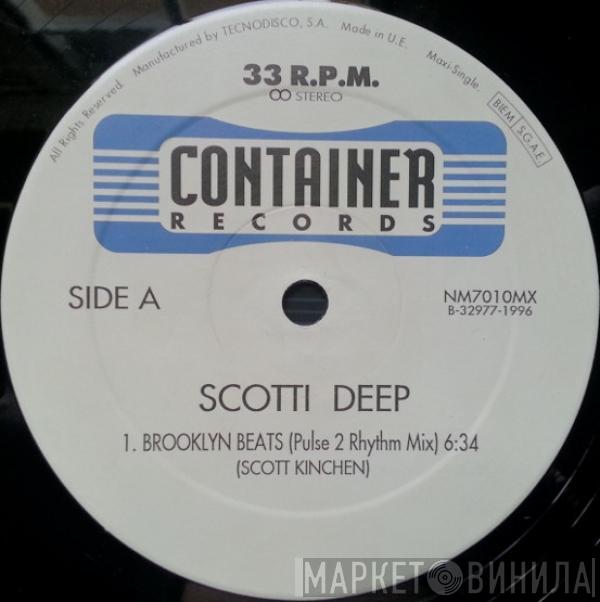 All Rights Reserved. Manufactured by TECNODISCO, S.A. Made in U.E. Maxi-Single. BIEM S.G.A.E.
33 R.P.M.
STEREO
CONTAINER
RECORDS
SIDE A
NM7010MX
B-32977-1996
SCOTTI DEEP
1. BROOKLYN BEATS (Pulse 2 Rhythm Mix) 6:34
(SCOTT KINCHEN)
МАРКЕТ ВИНИЛА